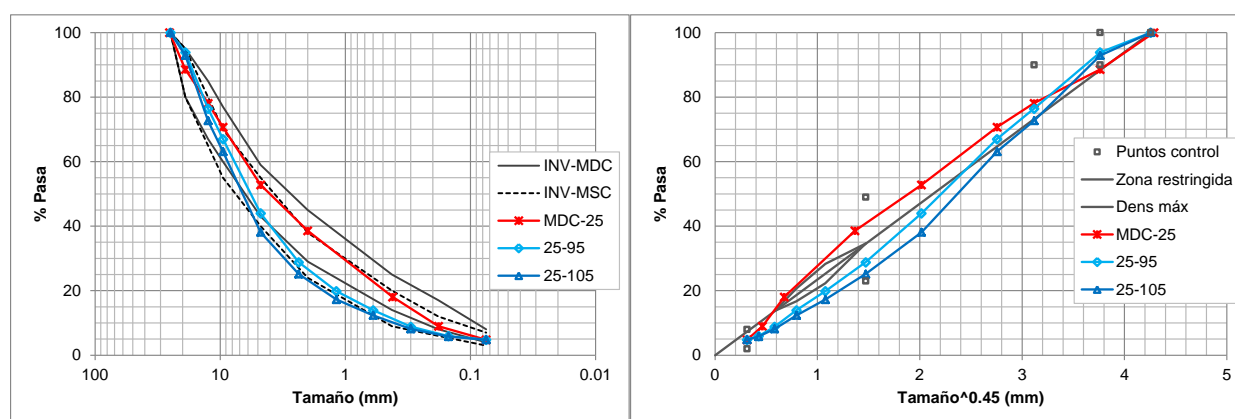 100
80
60
40
20
0
% Pasa
100
10
1
0.1
0.01
Tamaño (mm)
INV-MDC
INV-MSC
MDC-25
25-95
25-105
100
80
60
40
20
0
% Pasa
0
1
2
3
4
5
Tamaño^0.45 (mm)
Puntos control
Zona restringida
Dens máx
MDC-25
25-95
25-105